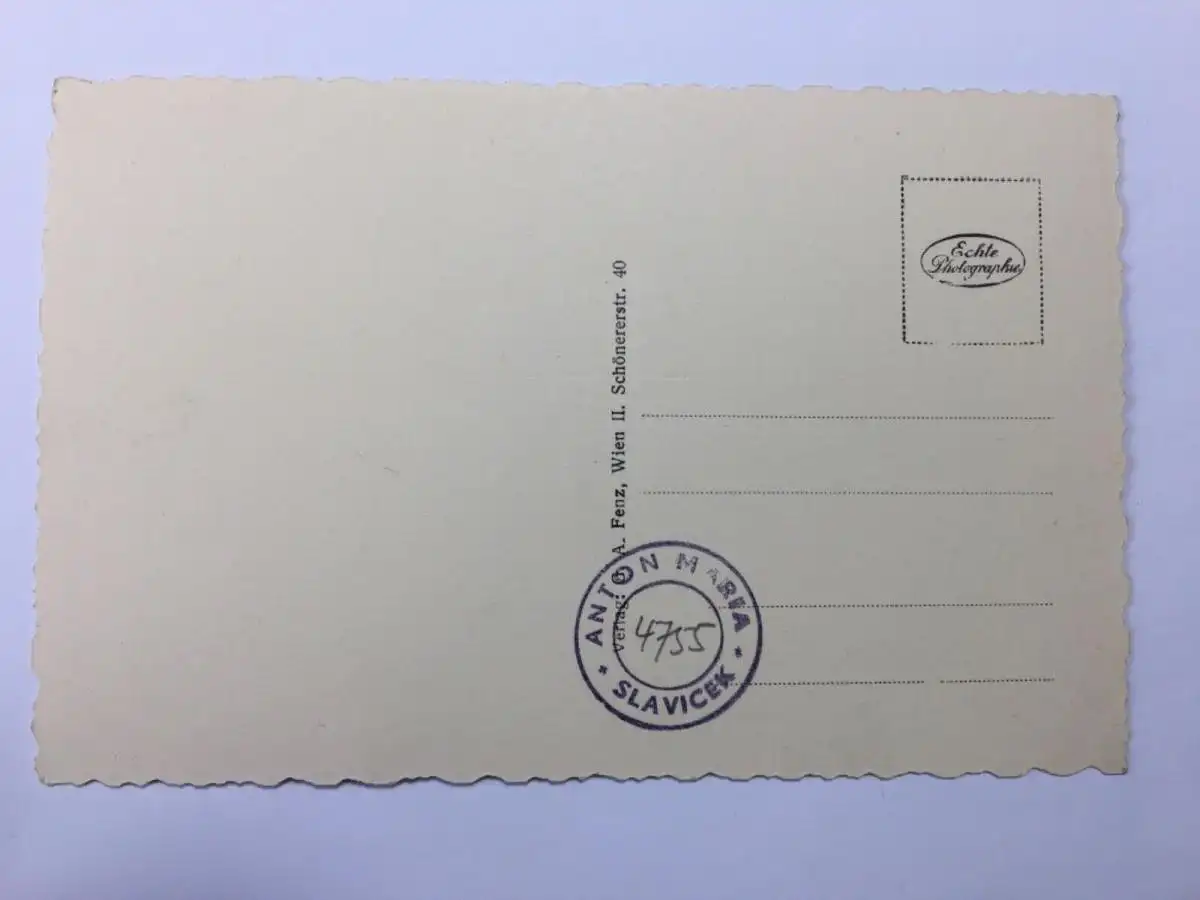 Echte
Photographie
Verlag: G. A. Fenz, Wien II. Schönererstr. 40
ANTON MARIA
4755
* SLAVICEK *